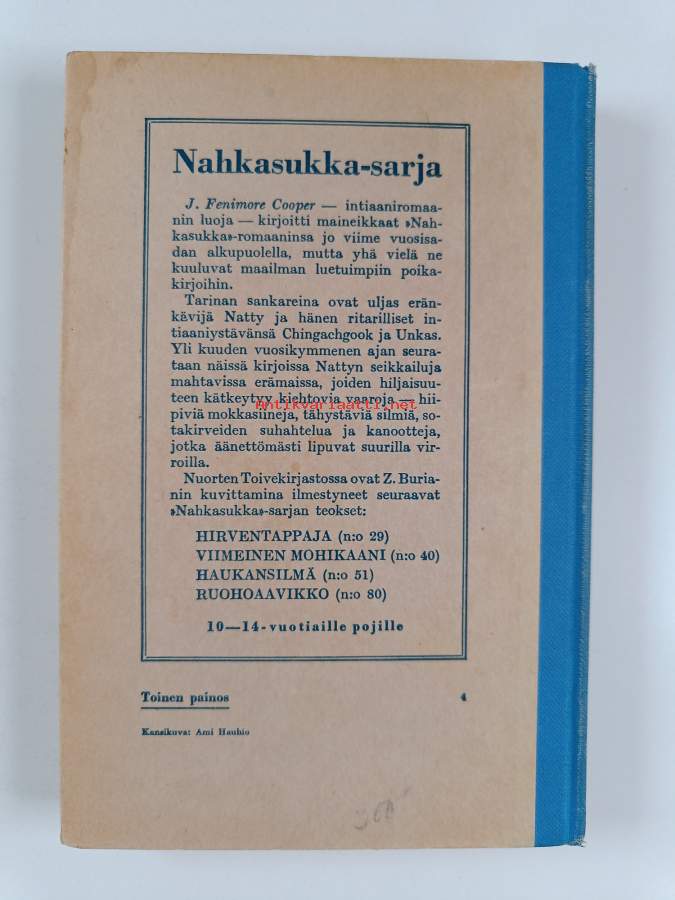 Nahkasukka-sarja
J. Fenimore Cooper — intiaaniromaa-
nin luoja — kirjoitti maineikkaat »Nah-
kasukka»-romaaninsa jo viime vuosisa-
dan alkupuolella, mutta yhä vielä ne
kuuluvat maailman luetuimpiin poika-
kirjoihin.
Tarinan sankareina ovat uljas erän-
kävijä Natty ja hänen ritarilliset in-
tiaaniystävänsä Chingachgook ja Unkas.
Yli kuuden vuosikymmenen ajan seura-
taan näissä kirjoissa Nattyn seikkailuja
mahtavissa erämaissa, joiden hiljaisuu-
teen kätkeytyy kiehtovia vaaroja — hii-
Antikvariaatti.net
piviä mokkasiineja, tähystäviä silmiä, so-
takirveiden suhahtelua ja kanootteja,
jotka äänettömästi lipuvat suurilla vir-
roilla.
Nuorten Toivekirjastossa ovat Z. Buria-
nin kuvittamina ilmestyneet seuraavat
»Nahkasukka»-sarjan teokset:
HIRVENTAPPAJA (n:o 29)
VIIMEINEN MOHIKAANI (n:o 40)
HAUKANSILMÄ (n:o 51)
RUOHOAAVIKKO (n:o 80)
10—14-vuotiaille pojille
Toinen painos 4
Kansikuva: Ami Hauhio